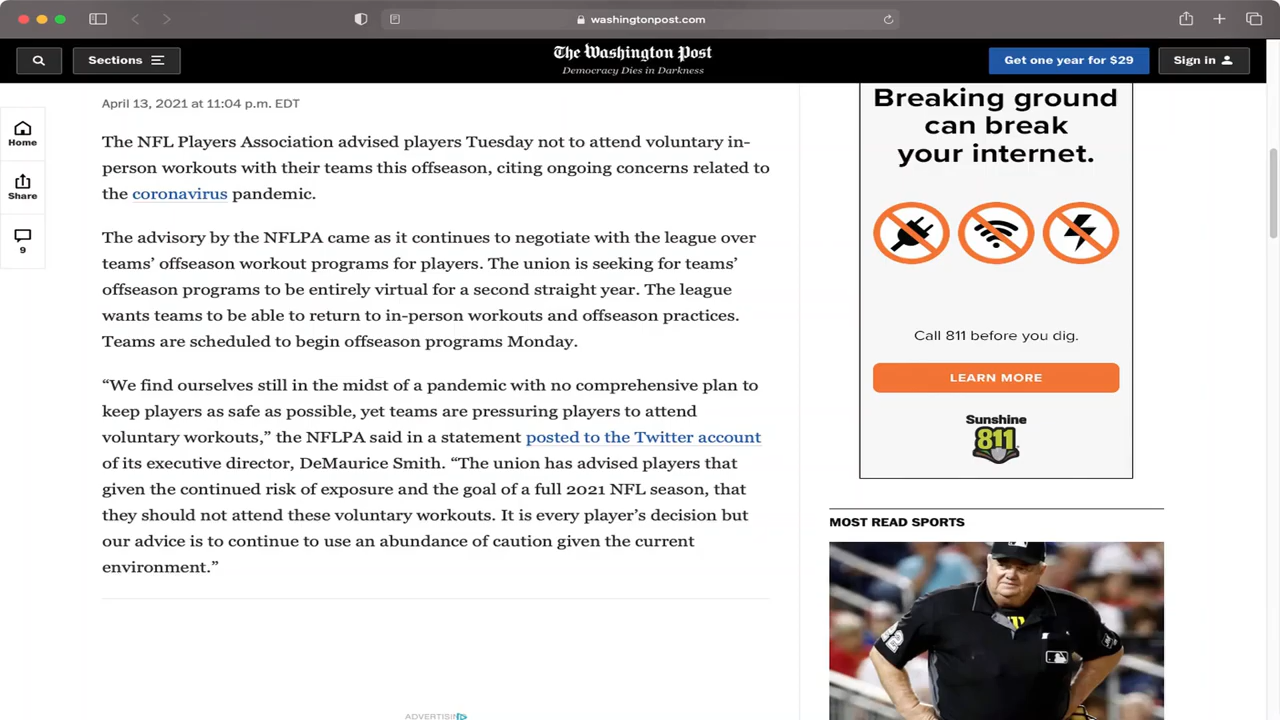 washingtonpost.com
Sections
The Washington Post
Democracy Dies in Darkness
Get one year for $29
Sign in
Home
Share
9
April 13, 2021 at 11:04 p.m. EDT
The NFL Players Association advised players Tuesday not to attend voluntary in-
person workouts with their teams this offseason, citing ongoing concerns related to
the coronavirus pandemic.
The advisory by the NFLPA came as it continues to negotiate with the league over
teams’ offseason workout programs for players. The union is seeking for teams’
offseason programs to be entirely virtual for a second straight year. The league
wants teams to be able to return to in-person workouts and offseason practices.
Teams are scheduled to begin offseason programs Monday.
“We find ourselves still in the midst of a pandemic with no comprehensive plan to
keep players as safe as possible, yet teams are pressuring players to attend
voluntary workouts,” the NFLPA said in a statement posted to the Twitter account
of its executive director, DeMaurice Smith. “The union has advised players that
given the continued risk of exposure and the goal of a full 2021 NFL season, that
they should not attend these voluntary workouts. It is every player’s decision but
our advice is to continue to use an abundance of caution given the current
environment.”
ADVERTISING
Breaking ground
can break
your internet.
Call 811 before you dig.
LEARN MORE
Sunshine
811
MOST READ SPORTS